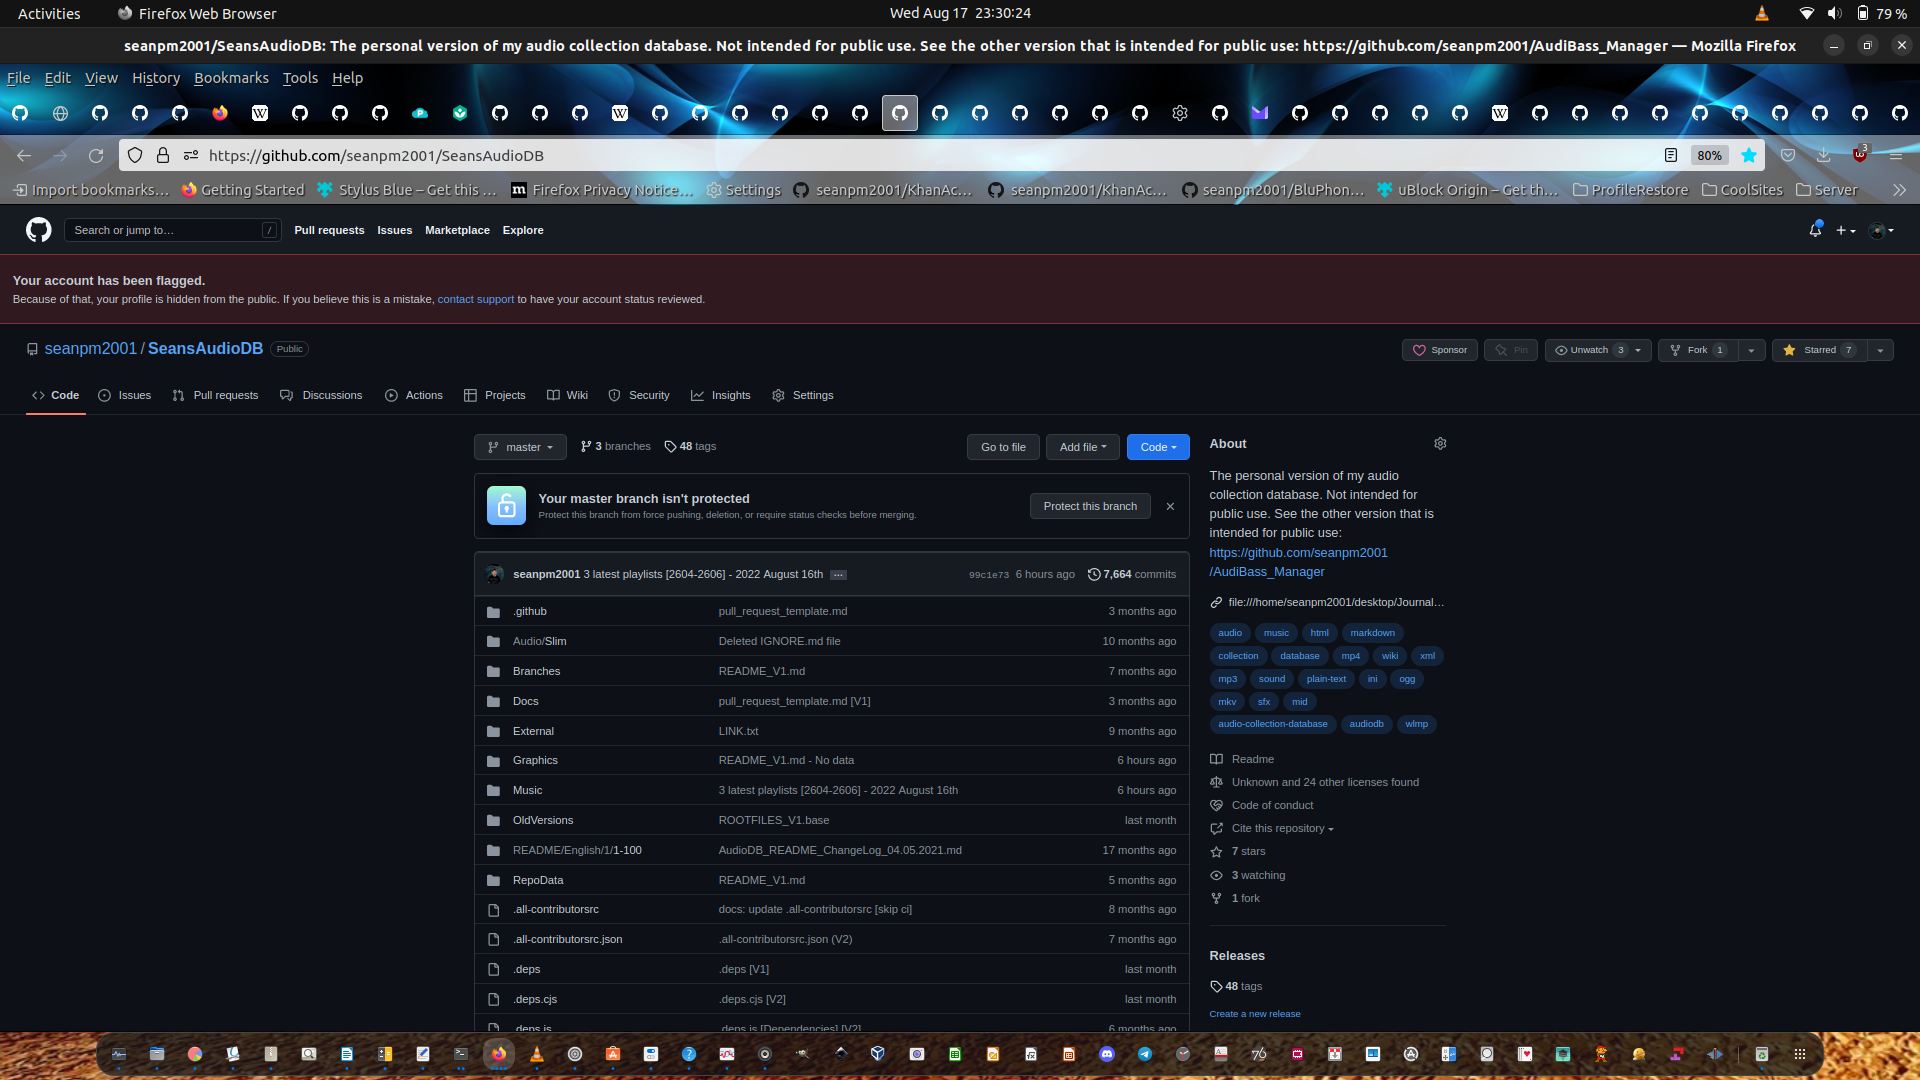 Activities Firefox Web Browser Wed Aug 17 23:30:24 79 %
seanpm2001/SeansAudioDB: The personal version of my audio collection database. Not intended for public use. See the other version that is intended for public use: https://github.com/seanpm2001/AudiBass_Manager — Mozilla Firefox
File Edit View History Bookmarks Tools Help
https://github.com/seanpm2001/SeansAudioDB 80% 3
Import bookmarks… Getting Started Stylus Blue – Get this … Firefox Privacy Notice… Settings seanpm2001/KhanAc… seanpm2001/KhanAc… seanpm2001/BluPhon… uBlock Origin – Get th… ProfileRestore CoolSites Server
Search or jump to… / Pull requests Issues Marketplace Explore
Your account has been flagged.
Because of that, your profile is hidden from the public. If you believe this is a mistake, contact support to have your account status reviewed.
seanpm2001 / SeansAudioDB Public Sponsor Pin Unwatch 3 Fork 1 Starred 7
Code Issues Pull requests Discussions Actions Projects Wiki Security Insights Settings
master 3 branches 48 tags Go to file Add file Code
Your master branch isn't protected
Protect this branch from force pushing, deletion, or require status checks before merging.
Protect this branch
seanpm2001 3 latest playlists [2604-2606] - 2022 August 16th … 99c1e73 6 hours ago 7,664 commits
.github pull_request_template.md 3 months ago
Audio/Slim Deleted IGNORE.md file 10 months ago
Branches README_V1.md 7 months ago
Docs pull_request_template.md [V1] 3 months ago
External LINK.txt 9 months ago
Graphics README_V1.md - No data 6 hours ago
Music 3 latest playlists [2604-2606] - 2022 August 16th 6 hours ago
OldVersions ROOTFILES_V1.base last month
README/English/1/1-100 AudioDB_README_ChangeLog_04.05.2021.md 17 months ago
RepoData README_V1.md 5 months ago
.all-contributorsrc docs: update .all-contributorsrc [skip ci] 8 months ago
.all-contributorsrc.json .all-contributorsrc.json (V2) 7 months ago
.deps .deps [V1] last month
.deps.cjs .deps.cjs [V2] last month
.deps.js .deps.js [Dependencies] [V2] 6 months ago
About
The personal version of my audio
collection database. Not intended for
public use. See the other version that is
intended for public use:
https://github.com/seanpm2001
/AudiBass_Manager
file:///home/seanpm2001/desktop/Journal…
audio music html markdown
collection database mp4 wiki xml
mp3 sound plain-text ini ogg
mkv sfx mid
audio-collection-database audiodb wlmp
Readme
Unknown and 24 other licenses found
Code of conduct
Cite this repository
7 stars
3 watching
1 fork
Releases
48 tags
Create a new release